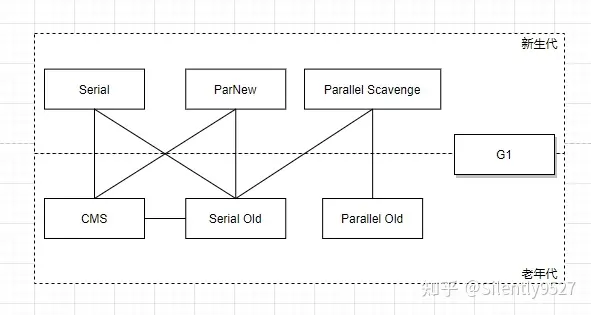 新生代
Serial
ParNew
Parallel Scavenge
G1
CMS
Serial Old
Parallel Old
老年代
知乎 @Silently9527